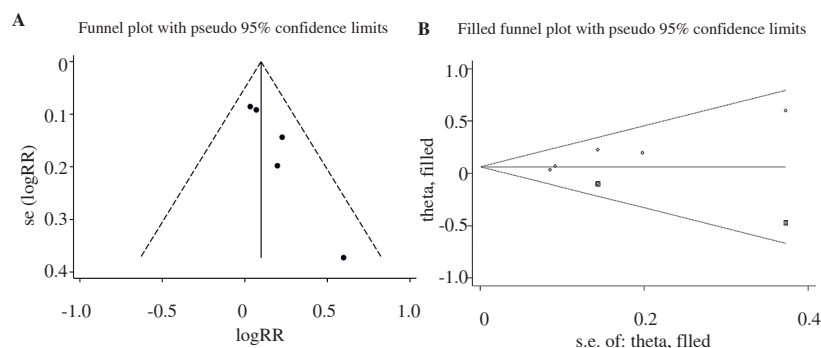 A
Funnel plot with pseudo 95% confidence limits
0
0.1
0.2
0.3
0.4
se (logRR)
-1.0
0
0.5
1.0
logRR
B
Filled funnel plot with pseudo 95% confidence limits
1.0
0.5
0
-0.5
-1.0
theta, filled
0
0.2
0.4
s.e. of: theta, flled